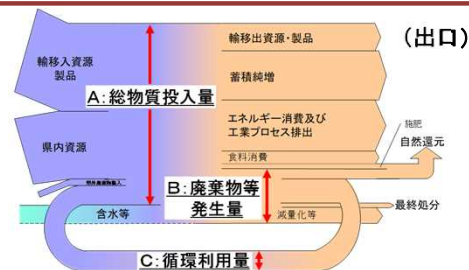 （出口）
輸移入資源
製品
県内資源
含水等
A：総物質投入量
B：廃棄物等
発生量
C：循環利用量
輸移出資源・製品
蓄積純増
エネルギー消費及び
工業プロセス排出
食料消費
減量化等
施肥
自然還元
最終処分